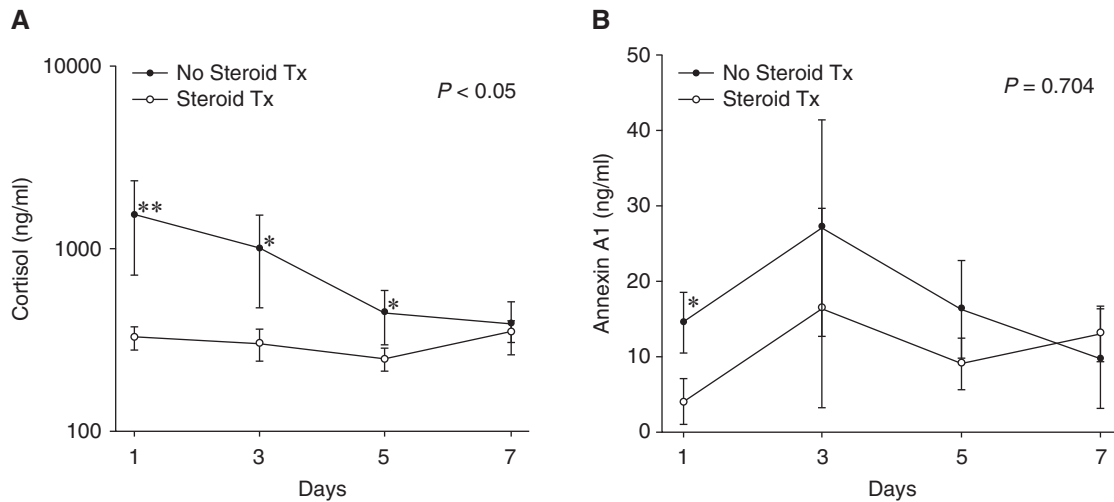 A
10000
1000
100
Cortisol (ng/ml)
No Steroid Tx
Steroid Tx
P < 0.05
**
*
*
1 3 5 7
Days
B
50
40
30
20
10
0
Annexin A1 (ng/ml)
No Steroid Tx
Steroid Tx
P = 0.704
*
1 3 5 7
Days